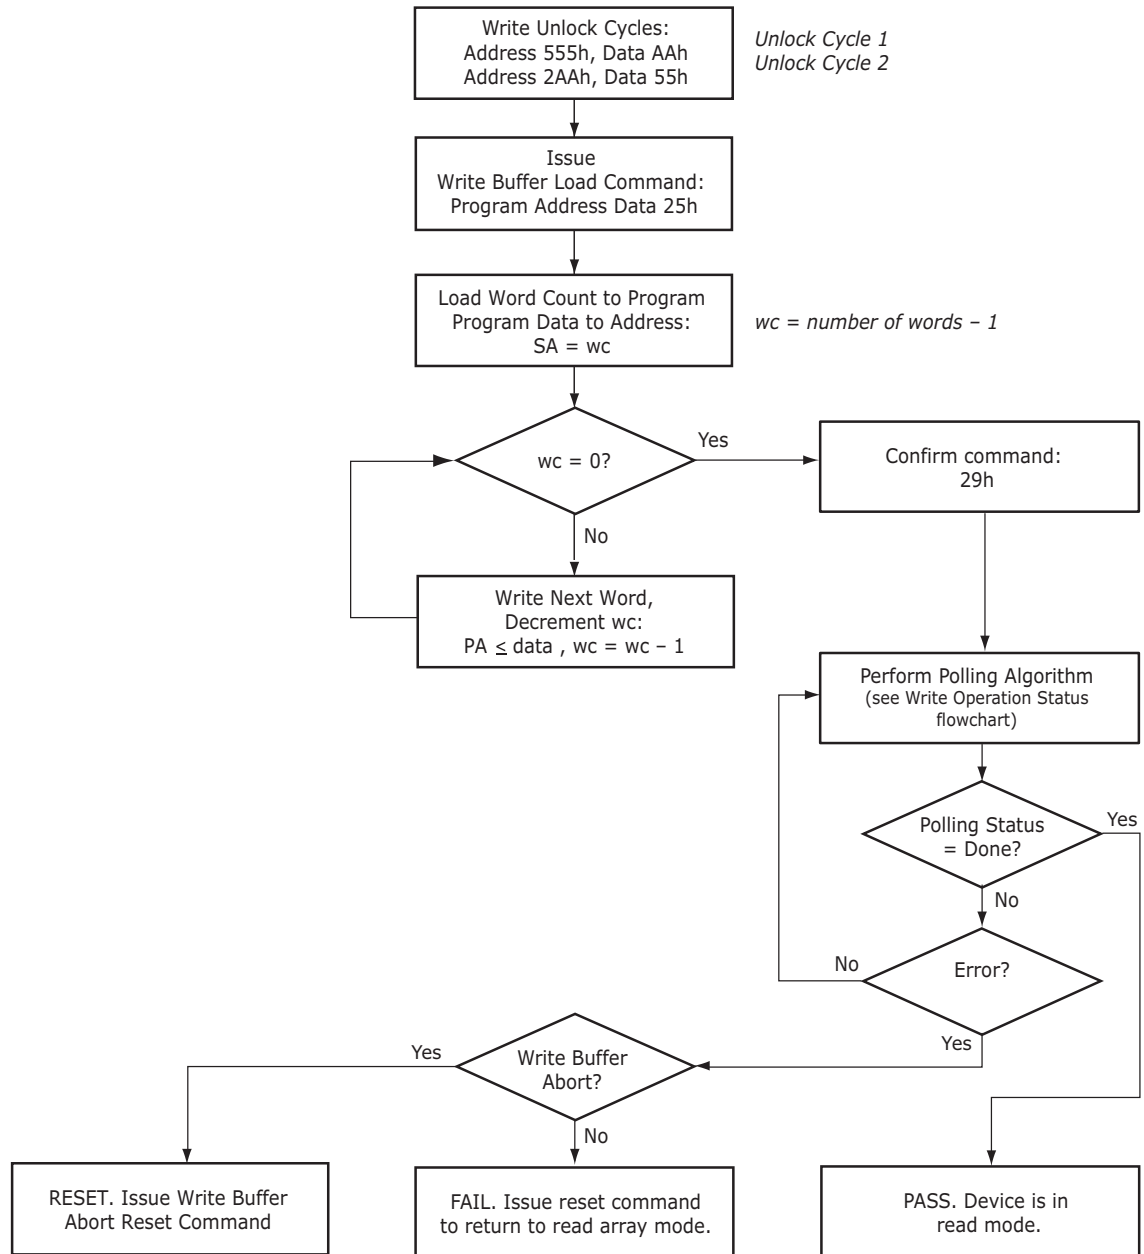 Write Unlock Cycles:
Address 555h, Data AAh
Address 2AAh, Data 55h
Unlock Cycle 1
Unlock Cycle 2
Issue
Write Buffer Load Command:
Program Address Data 25h
Load Word Count to Program
Program Data to Address:
SA = wc
wc = number of words – 1
wc = 0?
Yes
Confirm command:
29h
No
Write Next Word,
Decrement wc:
PA ≤ data , wc = wc – 1
Perform Polling Algorithm
(see Write Operation Status
flowchart)
Polling Status
= Done?
Yes
No
Error?
No
Yes
Write Buffer
Abort?
Yes
No
RESET. Issue Write Buffer
Abort Reset Command
FAIL. Issue reset command
to return to read array mode.
PASS. Device is in
read mode.